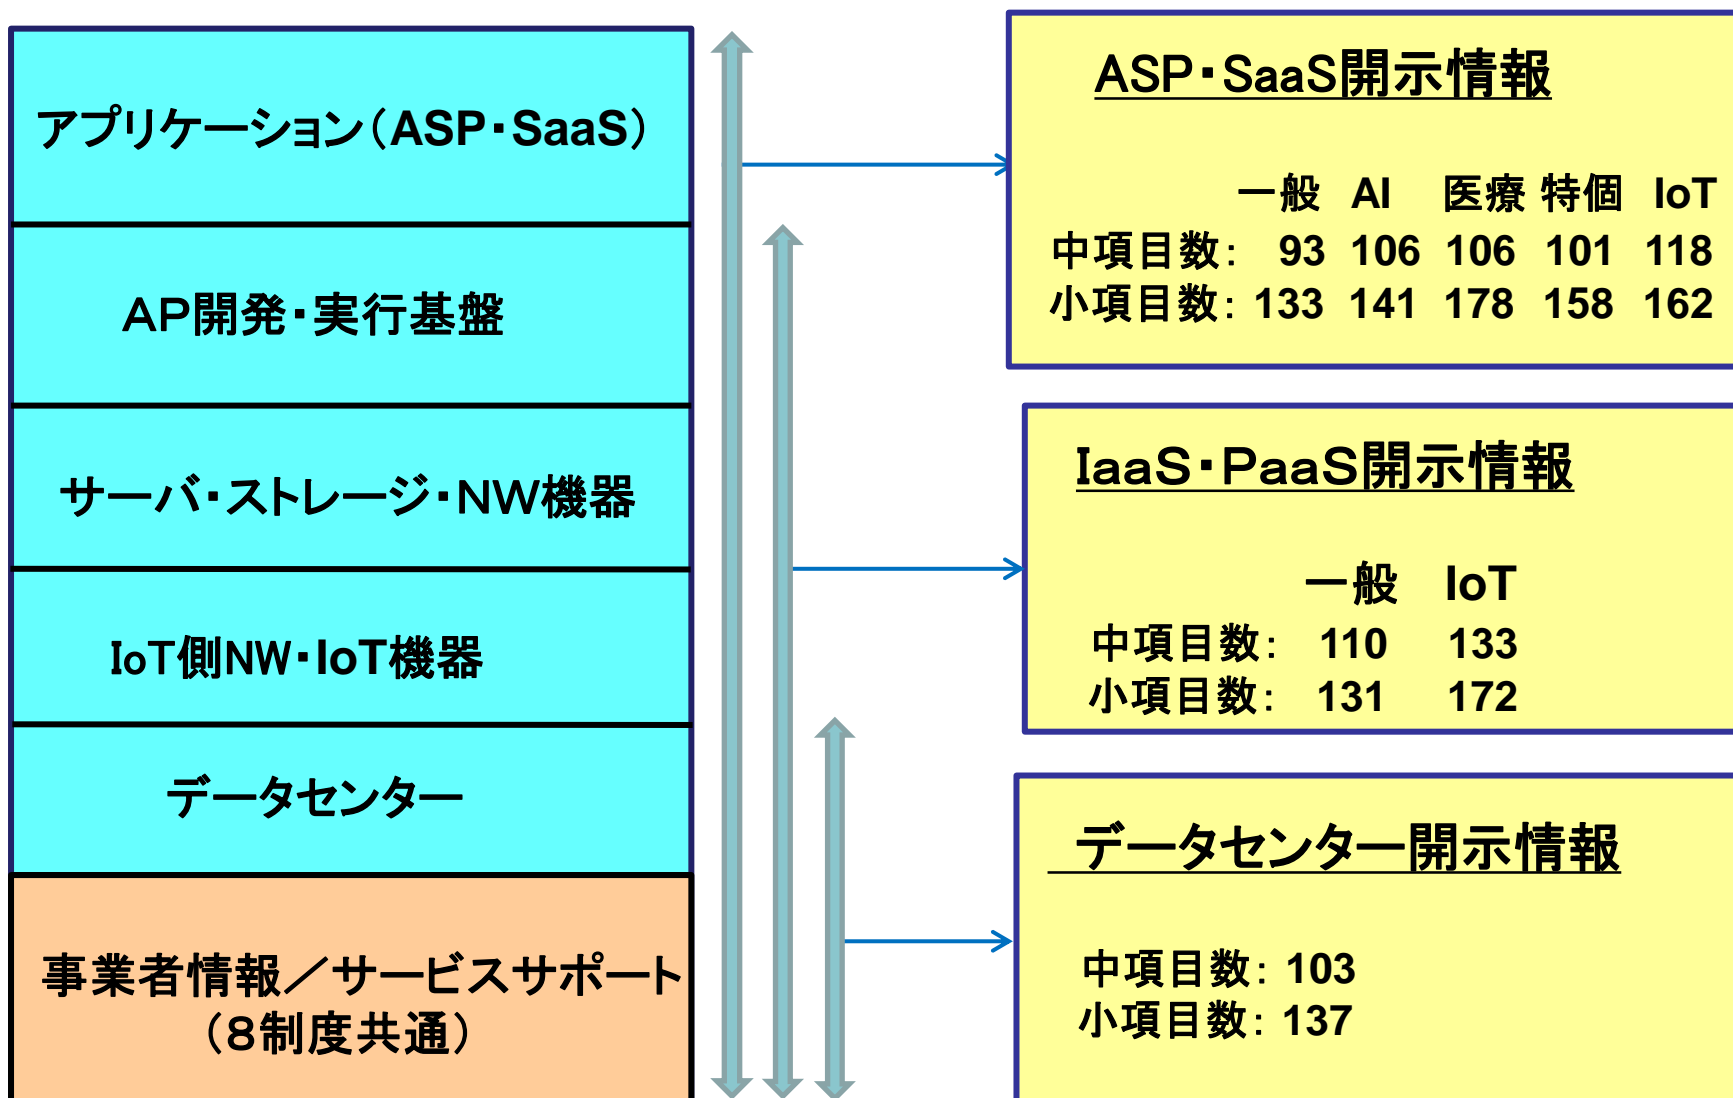 アプリケーション（ASP・SaaS）
ＡＰ開発・実行基盤
サーバ・ストレージ・ＮＷ機器
IoT側NW・IoT機器
データセンター
事業者情報／サービスサポート
（８制度共通）
ＡＳＰ・SaaS開示情報
一般 AI 医療 特個 IoT
中項目数： 93 106 106 101 118
小項目数： 133 141 178 158 162
IaaS・PaaS開示情報
一般 IoT
中項目数： 110 133
小項目数： 131 172
データセンター開示情報
中項目数： 103
小項目数： 137